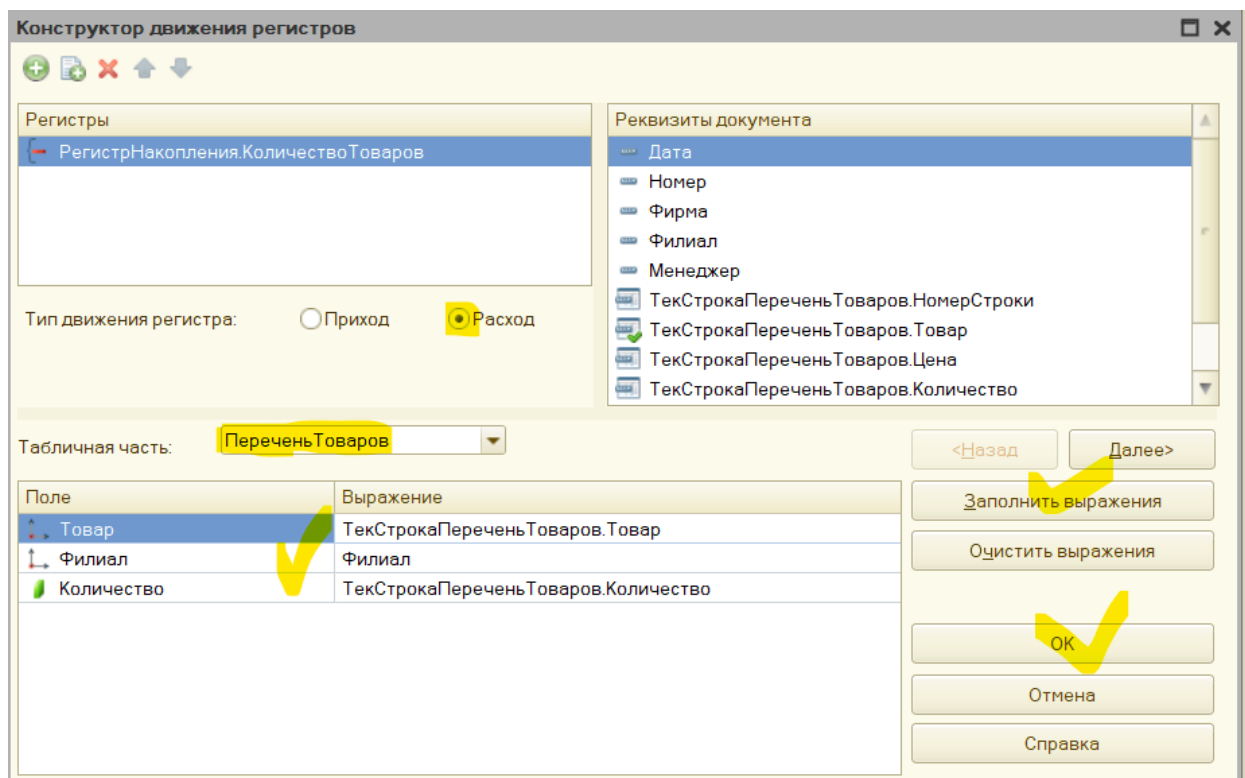 Конструктор движения регистров
Регистры
РегистрНакопления.КоличествоТоваров
Реквизиты документа
Дата
Номер
Фирма
Филиал
Менеджер
ТекСтрокаПереченьТоваров.НомерСтроки
ТекСтрокаПереченьТоваров.Товар
ТекСтрокаПереченьТоваров.Цена
ТекСтрокаПереченьТоваров.Количество
Тип движения регистра: Приход Расход
Табличная часть: ПереченьТоваров
<Назад Далее>
Поле Выражение
Товар ТекСтрокаПереченьТоваров.Товар
Филиал Филиал
Количество ТекСтрокаПереченьТоваров.Количество
Заполнить выражения
Очистить выражения
ОК
Отмена
Справка